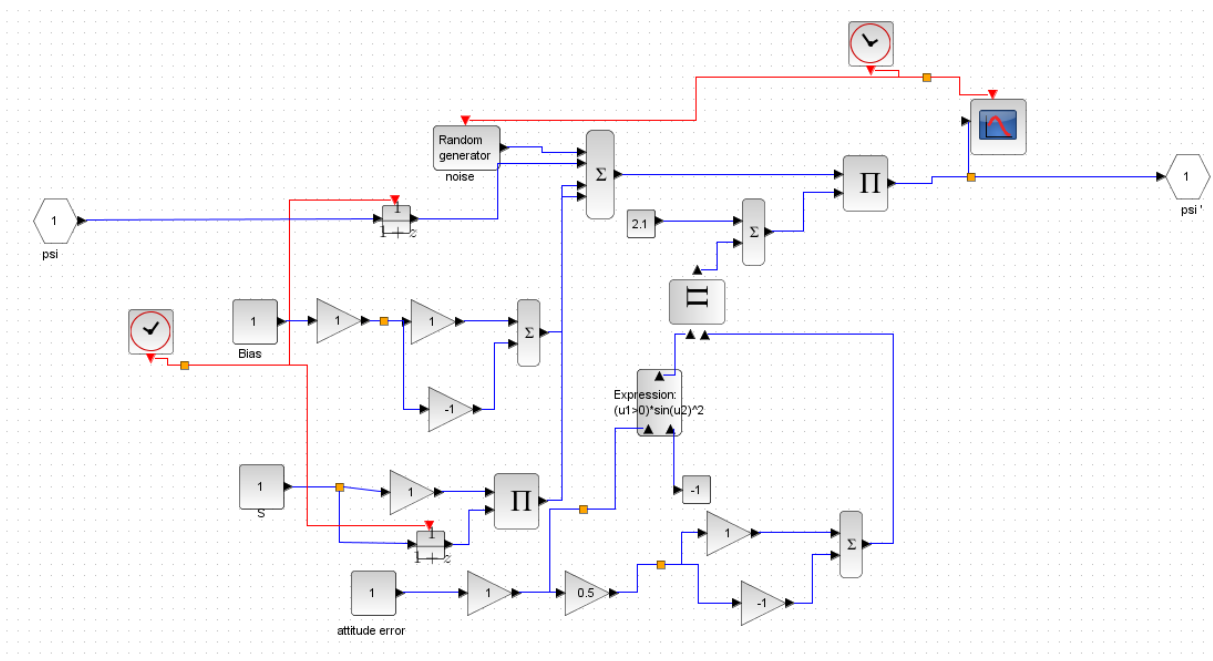 Random
generator
noise
Σ
Π
1
psi '
1
1+z
1
psi
2.1
Σ
Π
1
Bias
1
1
Σ
-1
Expression:
(u1>0)*sin(u2)^2
1
S
1
Π
-1
1
1+z
1
Σ
1
attitude error
1
0.5
-1